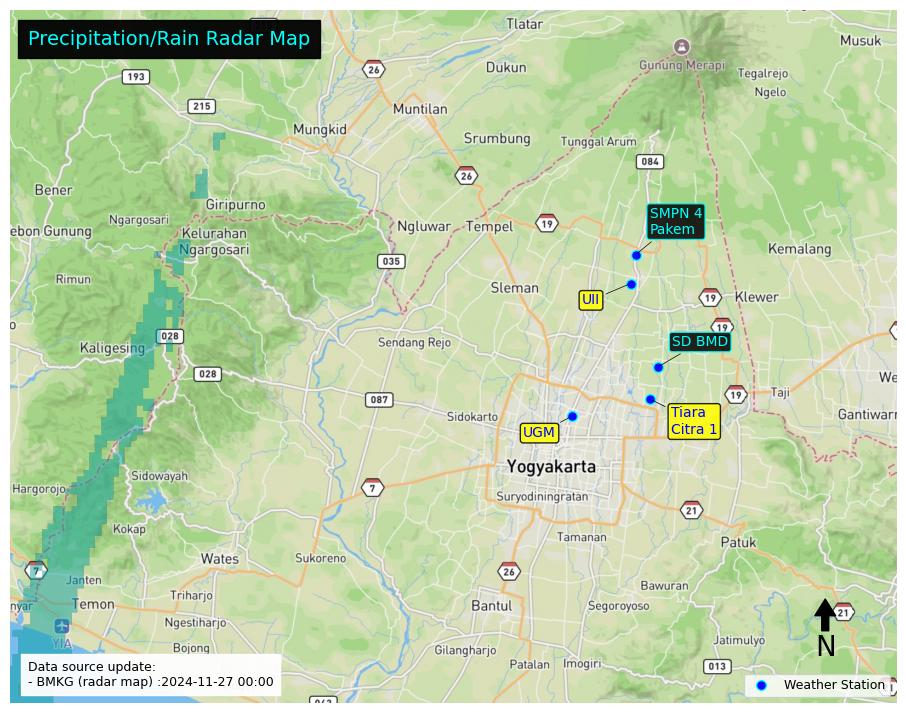 Precipitation/Rain Radar Map
Tlatar
Musuk
26
193
Dukun
Gunung Merapi
Tegalrejo
Ngelo
215
Muntilan
Mungkid
Srumbung
Tunggal Arum
084
26
Bener
Giripurno
SMPN 4
Pakem
Ngargosari
ebon Gunung
Kelurahan
Ngargosari
Ngluwar
Tempel
19
Kemalang
035
Rimun
Sleman
UII
19
Klewer
19
028
Kaligesing
Sendang Rejo
SD BMD
028
087
19
Taji
We
Sidokarto
UGM
Tiara
Citra 1
Gantiwarn
Yogyakarta
Sidowayah
Hargorojo
7
Suryodiningratan
21
Kokap
Tamanan
Patuk
Wates
Sukoreno
7
26
Janten
Bawuran
nyar
Temon
Triharjo
Bantul
Segoroyoso
21
YIA
Ngestiharjo
N
Bojong
Gilangharjo
Jatimulyo
Patalan
Imogiri
013
Data source update:
- BMKG (radar map) :2024-11-27 00:00
Weather Station